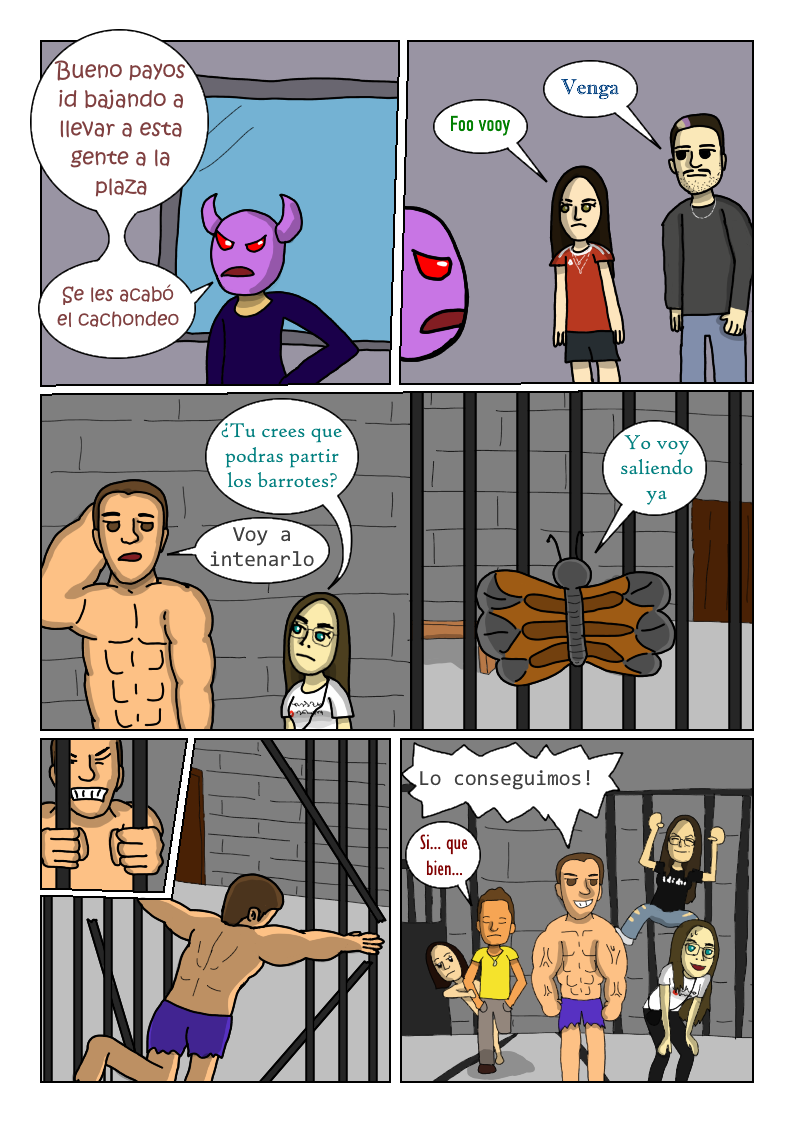 Bueno payos
id bajando a
llevar a esta
gente a la
plaza
Se les acabó
el cachondeo
Venga
Foo vooy
¿Tu crees que
podras partir
los barrotes?
Voy a
intenarlo
Yo voy
saliendo
ya
Lo conseguimos!
Si... que
bien...